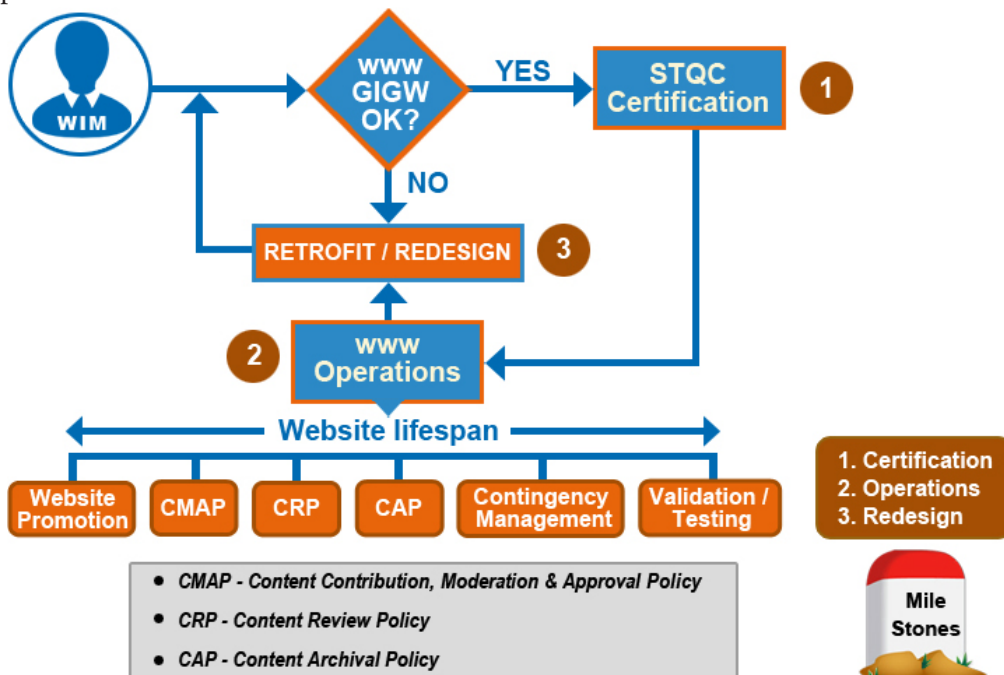 www
GIGW
OK?
YES
STQC
Certification
1
WIM
NO
RETROFIT / REDESIGN
3
2
www
Operations
Website lifespan
Website
Promotion
CMAP
CRP
CAP
Contingency
Management
Validation /
Testing
1. Certification
2. Operations
3. Redesign
• CMAP - Content Contribution, Moderation & Approval Policy
• CRP - Content Review Policy
• CAP - Content Archival Policy
Mile
Stones